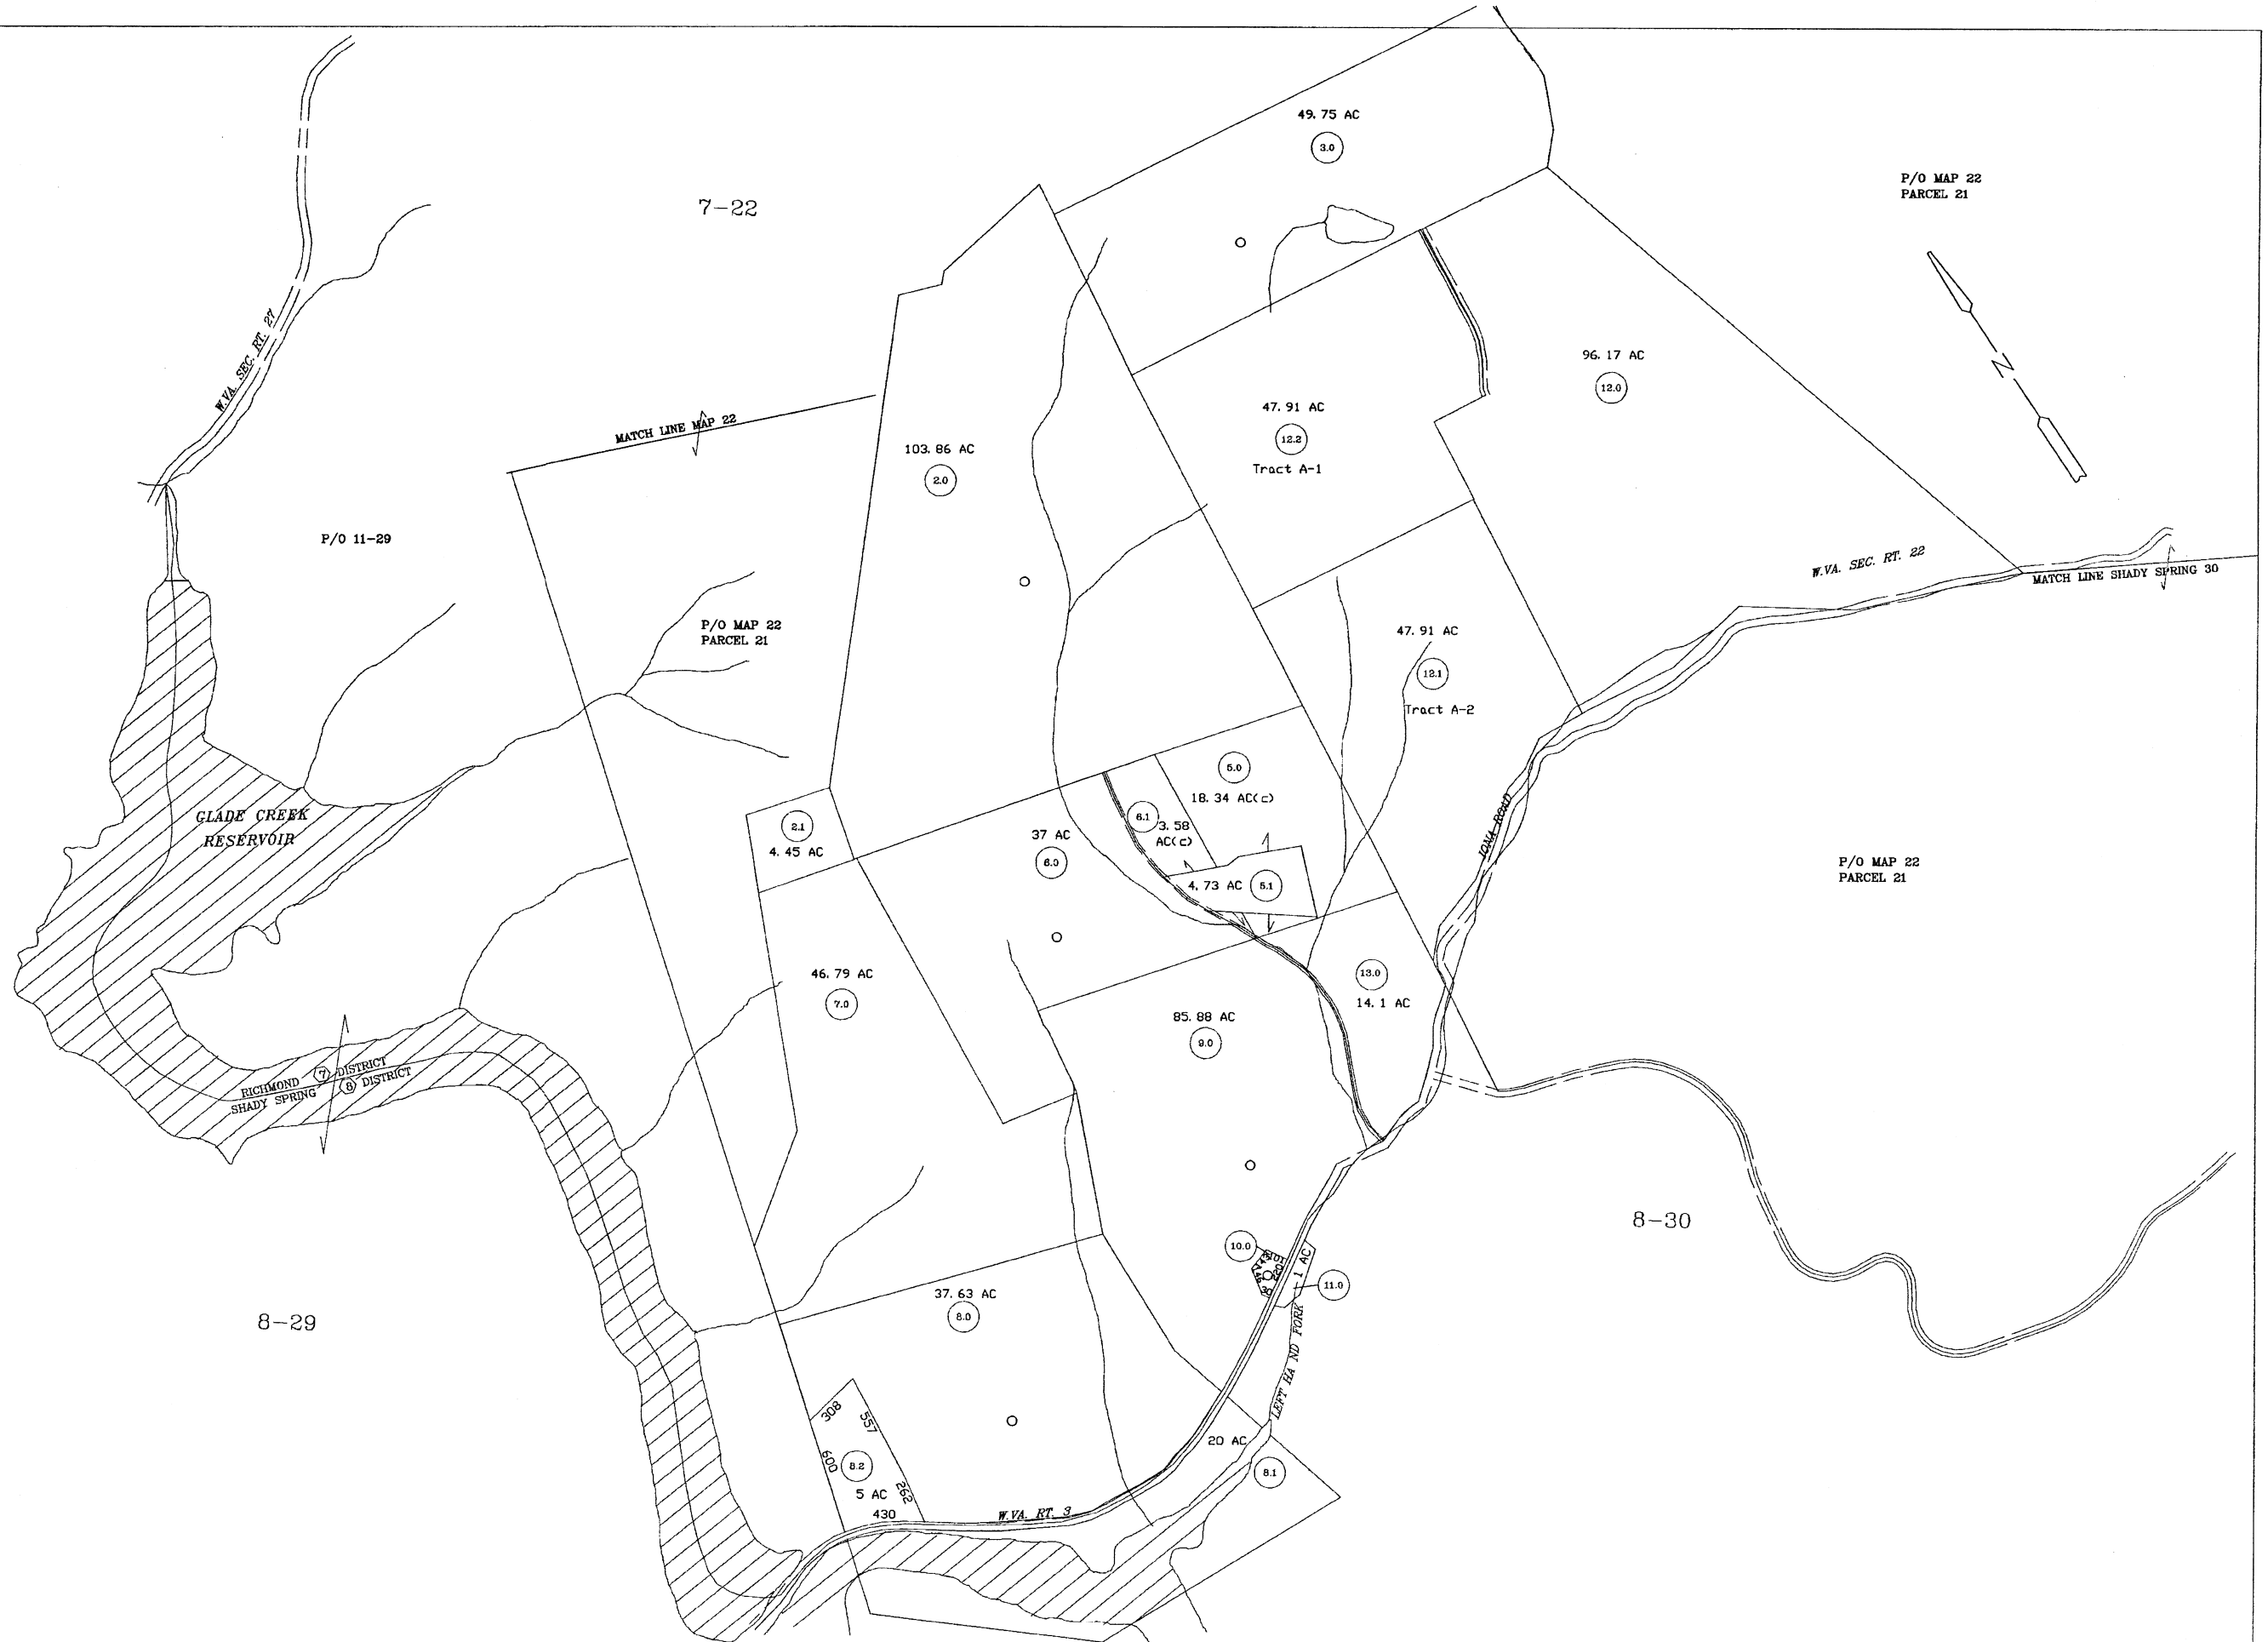 49.75 AC
3.0
P/O MAP 22
PARCEL 21
7-22
W.VA. SEC. RT. 27
N
96.17 AC
12.0
47.91 AC
12.2
Tract A-1
MATCH LINE MAP 22
103.86 AC
2.0
P/O 11-29
W.VA. SEC. RT. 22
MATCH LINE SHADY SPRING 30
P/O MAP 22
PARCEL 21
47.91 AC
12.1
Tract A-2
5.0
18.34 AC(c)
GLADE CREEK
RESERVOIR
2.1
4.45 AC
37 AC
6.0
6.1
3.58
AC(c)
IONA ROAD
P/O MAP 22
PARCEL 21
4.73 AC
5.1
46.79 AC
7.0
13.0
14.1 AC
85.88 AC
9.0
RICHMOND 7 DISTRICT
SHADY SPRING 8 DISTRICT
8-30
10.0
220
1 AC
11.0
37.63 AC
8.0
8-29
LEFT HA ND FORK
308
557
600
8.2
262
5 AC
430
W.VA. RT. 3
20 AC
8.1